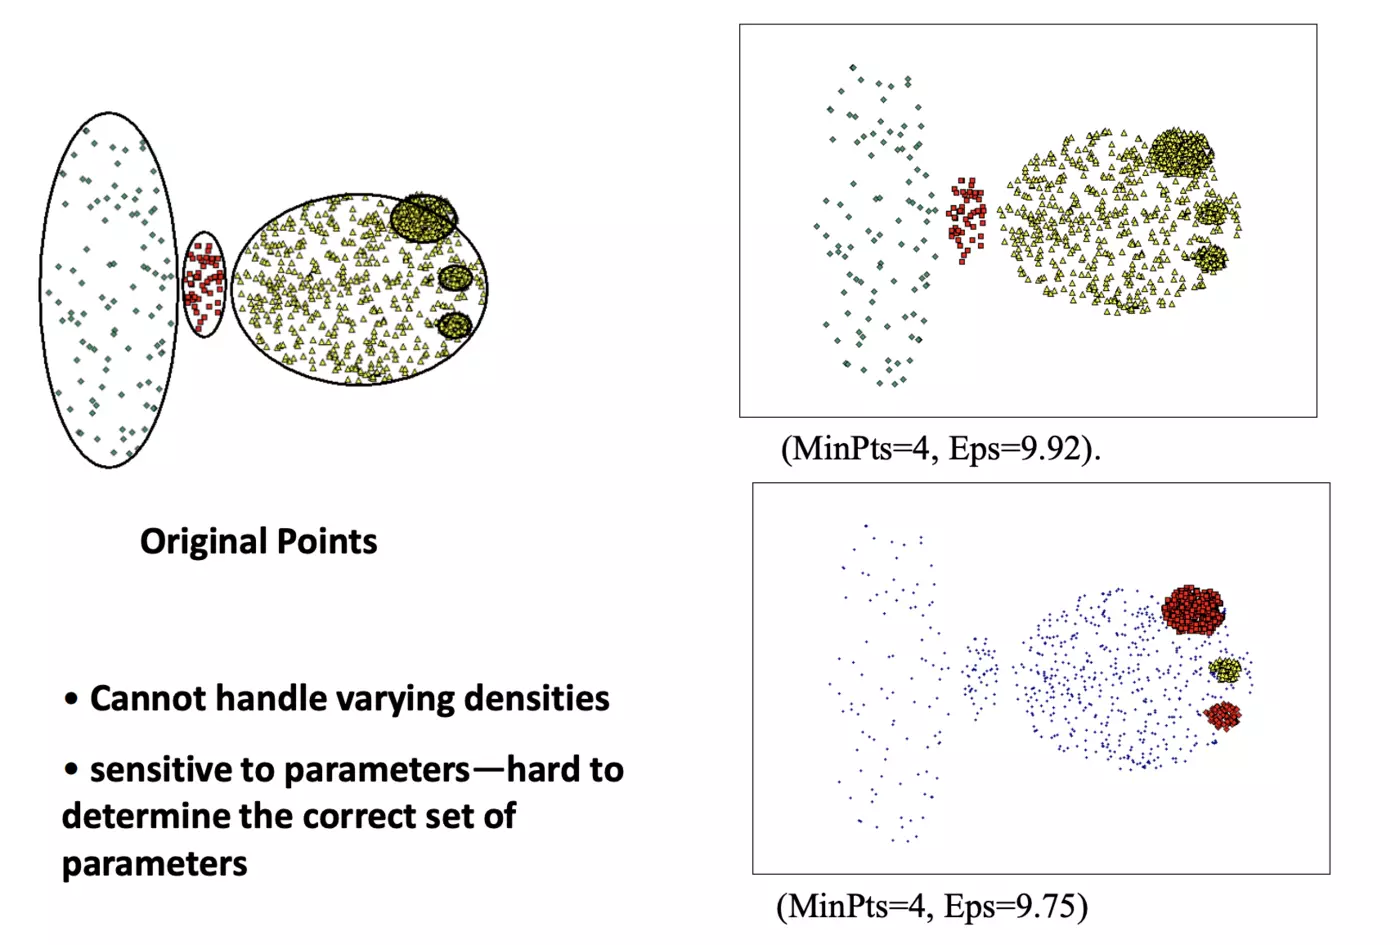 (MinPts=4, Eps=9.92).
Original Points
• Cannot handle varying densities
• sensitive to parameters—hard to
determine the correct set of
parameters
(MinPts=4, Eps=9.75)